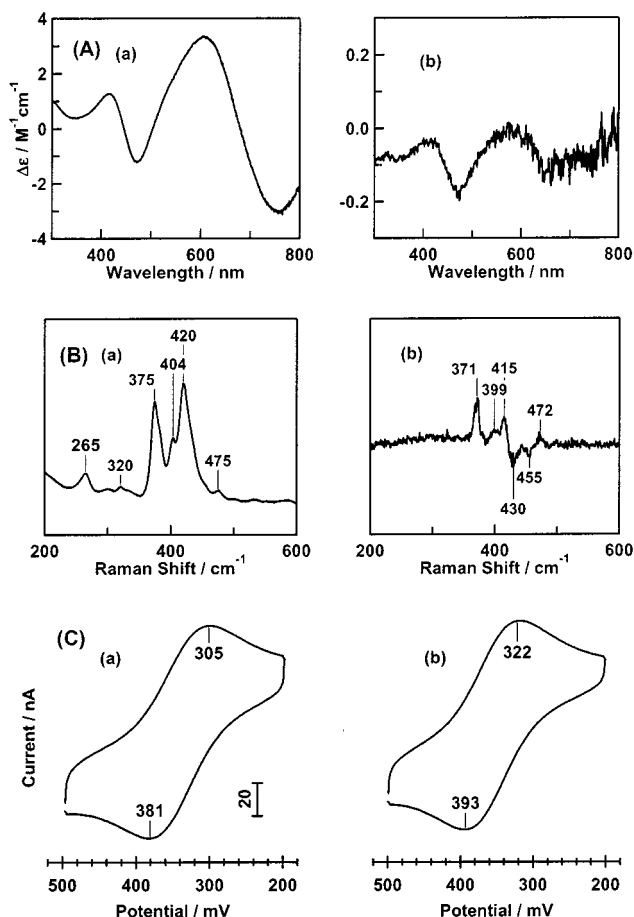 (A) (a)
(b)
Δε / M⁻¹cm⁻¹
4
2
0
-2
-4
0.2
0.0
-0.2
400 600 800
400 600 800
Wavelength / nm
Wavelength / nm
(B) (a)
(b)
420
404
375
265
320
475
371
399
415
472
455
430
200 400 600
200 400 600
Raman Shift / cm⁻¹
Raman Shift / cm⁻¹
(C) (a)
(b)
305
322
Current / nA
381
20
393
500 400 300 200
500 400 300 200
Potential / mV
Potential / mV